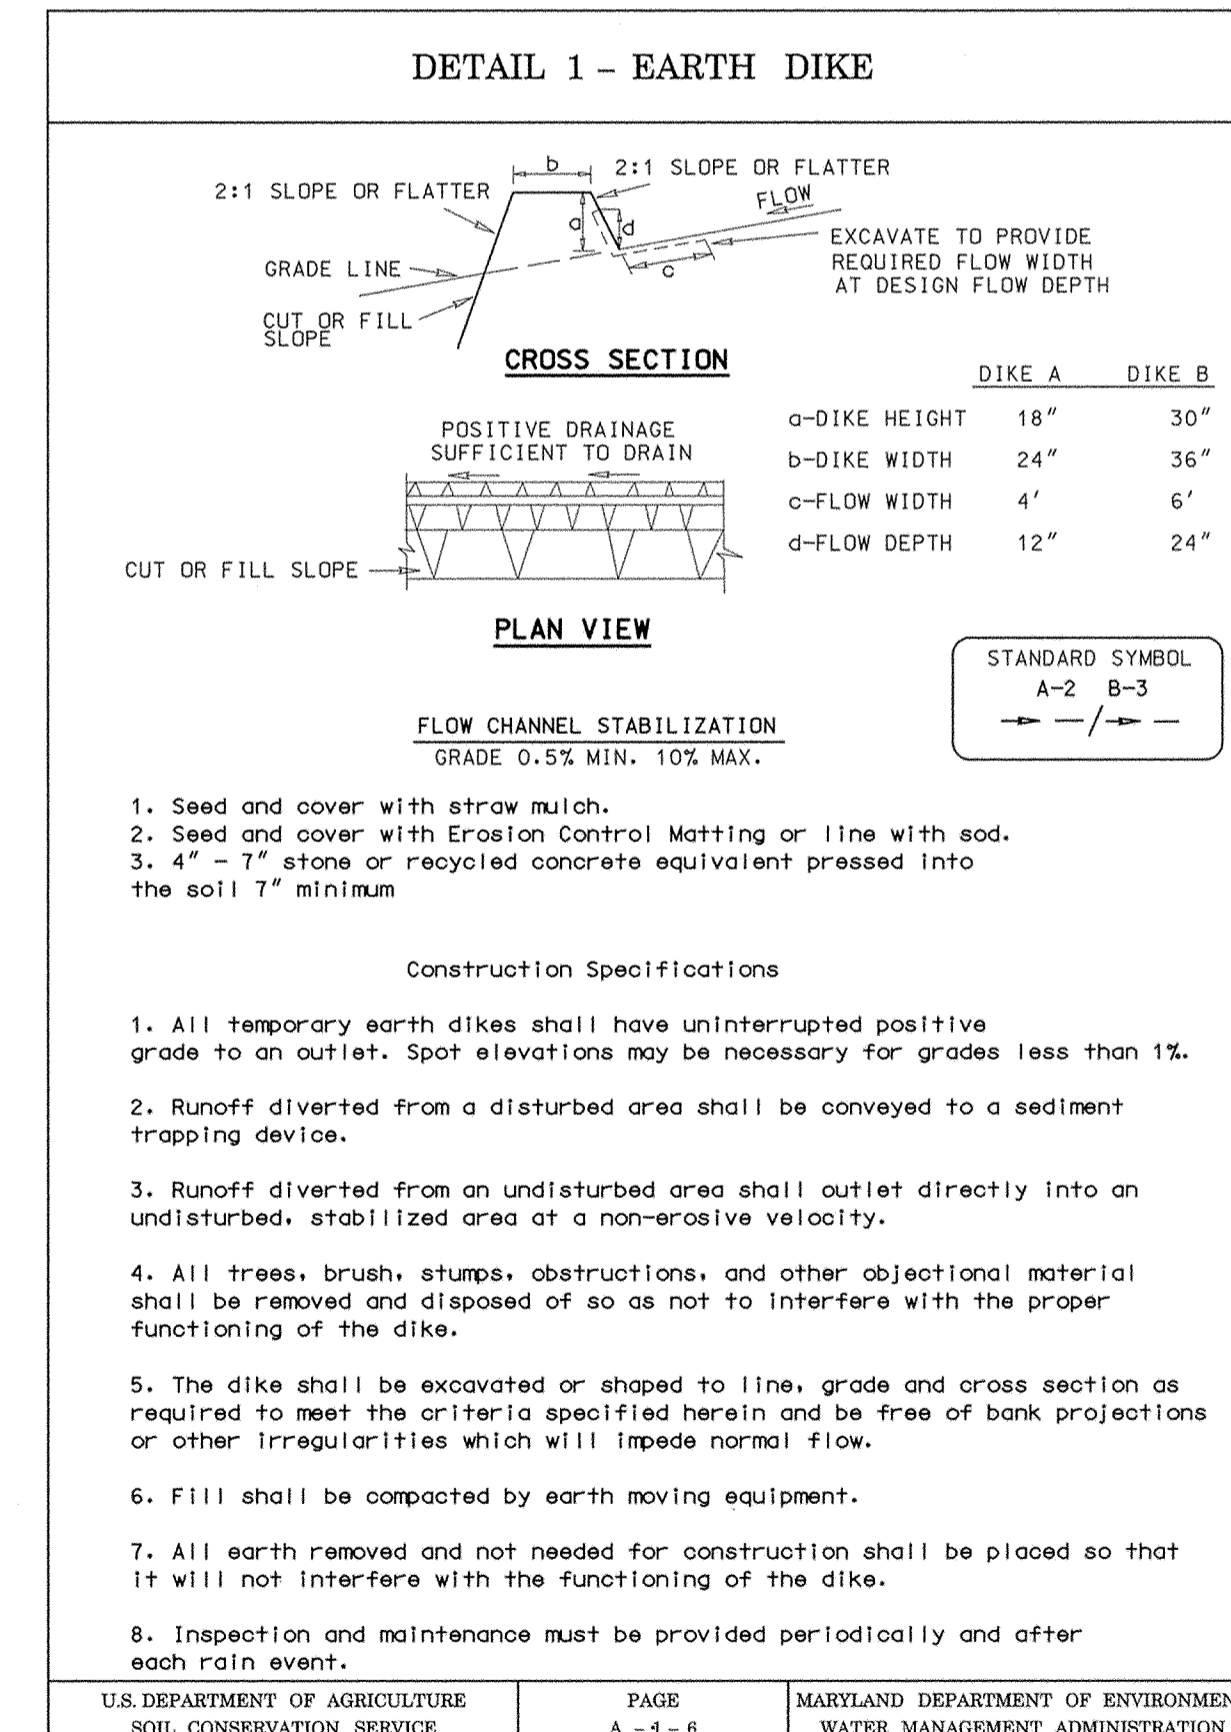 DETAIL 1 – EARTH DIKE
b
2:1 SLOPE OR FLATTER
2:1 SLOPE OR FLATTER
FLOW
a
d
EXCAVATE TO PROVIDE
REQUIRED FLOW WIDTH
AT DESIGN FLOW DEPTH
GRADE LINE
c
CUT OR FILL
SLOPE
CROSS SECTION
DIKE A DIKE B
a-DIKE HEIGHT 18" 30"
b-DIKE WIDTH 24" 36"
c-FLOW WIDTH 4' 6'
d-FLOW DEPTH 12" 24"
POSITIVE DRAINAGE
SUFFICIENT TO DRAIN
CUT OR FILL SLOPE
PLAN VIEW
STANDARD SYMBOL
A-2 B-3
FLOW CHANNEL STABILIZATION
GRADE 0.5% MIN. 10% MAX.
1. Seed and cover with straw mulch.
2. Seed and cover with Erosion Control Matting or line with sod.
3. 4" - 7" stone or recycled concrete equivalent pressed into
the soil 7" minimum
Construction Specifications
1. All temporary earth dikes shall have uninterrupted positive
grade to an outlet. Spot elevations may be necessary for grades less than 1%.
2. Runoff diverted from a disturbed area shall be conveyed to a sediment
trapping device.
3. Runoff diverted from an undisturbed area shall outlet directly into an
undisturbed, stabilized area at a non-erosive velocity.
4. All trees, brush, stumps, obstructions, and other objectional material
shall be removed and disposed of so as not to interfere with the proper
functioning of the dike.
5. The dike shall be excavated or shaped to line, grade and cross section as
required to meet the criteria specified herein and be free of bank projections
or other irregularities which will impede normal flow.
6. Fill shall be compacted by earth moving equipment.
7. All earth removed and not needed for construction shall be placed so that
it will not interfere with the functioning of the dike.
8. Inspection and maintenance must be provided periodically and after
each rain event.
U.S. DEPARTMENT OF AGRICULTURE
SOIL CONSERVATION SERVICE
PAGE
A - 1 - 6
MARYLAND DEPARTMENT OF ENVIRONMEN
WATER MANAGEMENT ADMINISTRATION